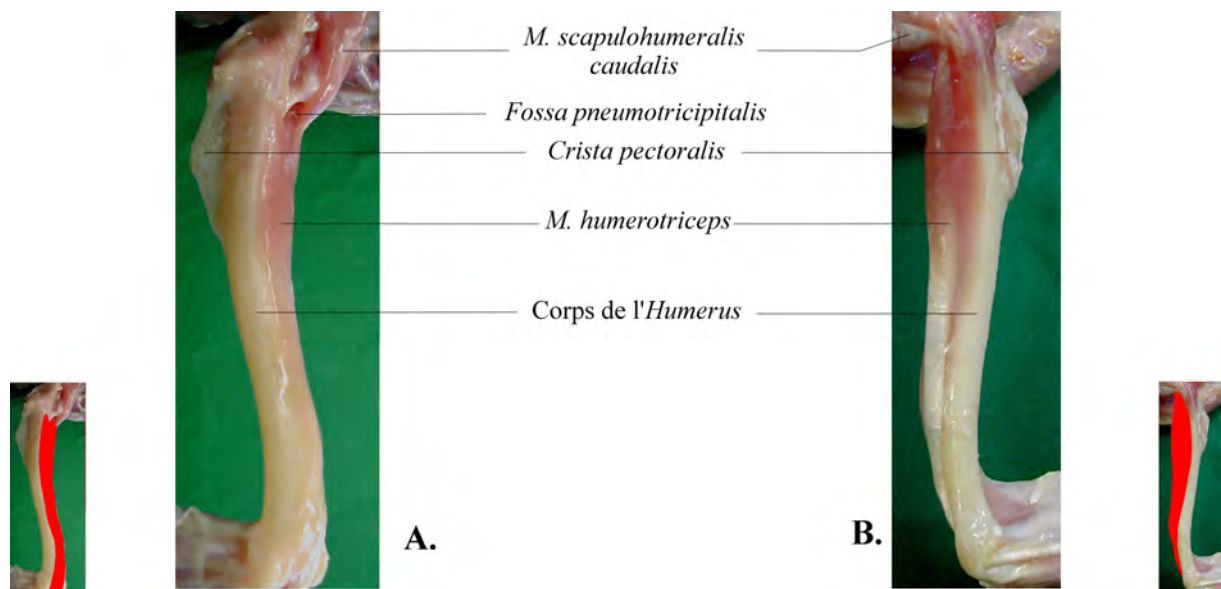 M. scapulohumeralis
caudalis
Fossa pneumotricipitalis
Crista pectoralis
M. humerotriceps
Corps de l'Humerus
A.
B.